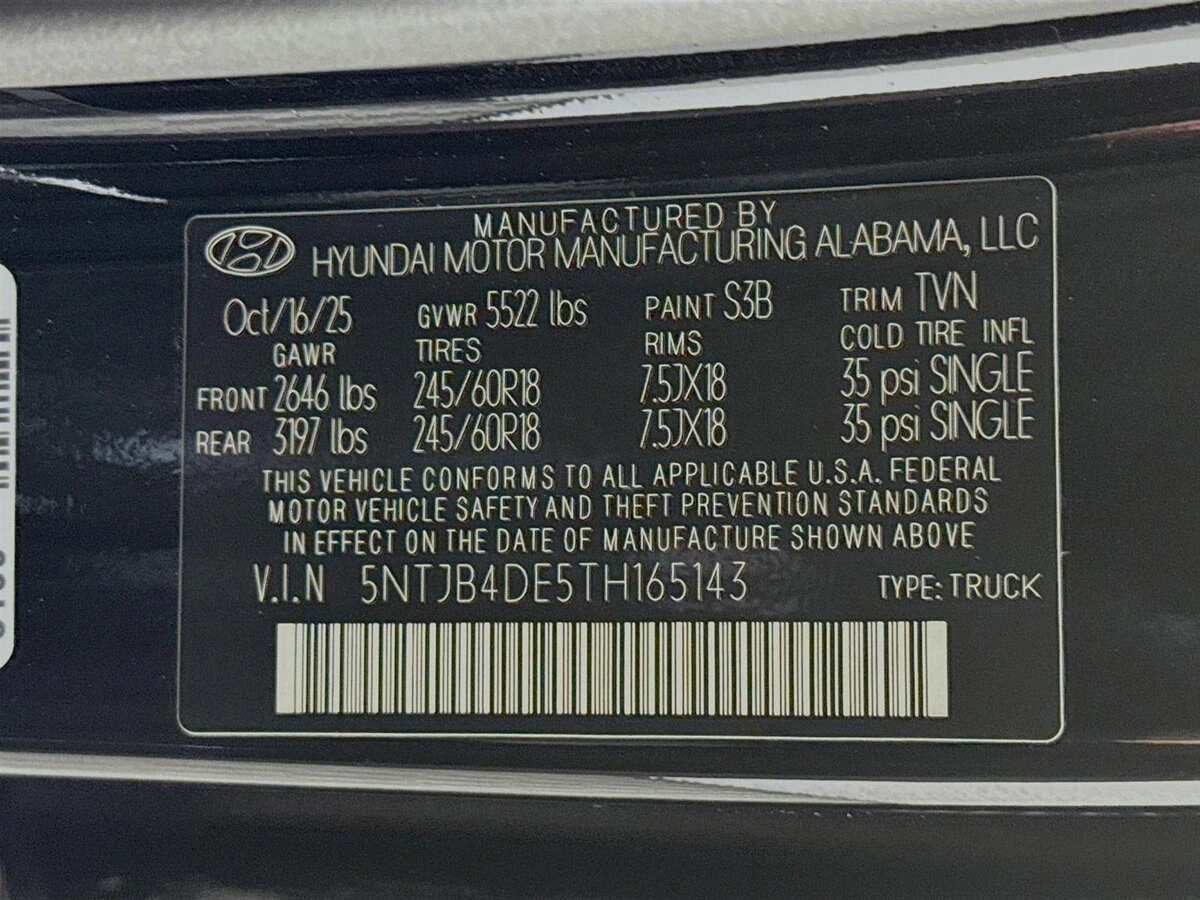 MANUFACTURED BY
HYUNDAI MOTOR MANUFACTURING ALABAMA, LLC
Oct/16/25 GVWR 5522 lbs PAINT S3B TRIM TVN
GAWR TIRES RIMS COLD TIRE INFL
FRONT 2646 lbs 245/60R18 7.5JX18 35 psi SINGLE
REAR 3197 lbs 245/60R18 7.5JX18 35 psi SINGLE
THIS VEHICLE CONFORMS TO ALL APPLICABLE U.S.A. FEDERAL
MOTOR VEHICLE SAFETY AND THEFT PREVENTION STANDARDS
IN EFFECT ON THE DATE OF MANUFACTURE SHOWN ABOVE
V.I.N 5NTJB4DE5TH165143 TYPE: TRUCK